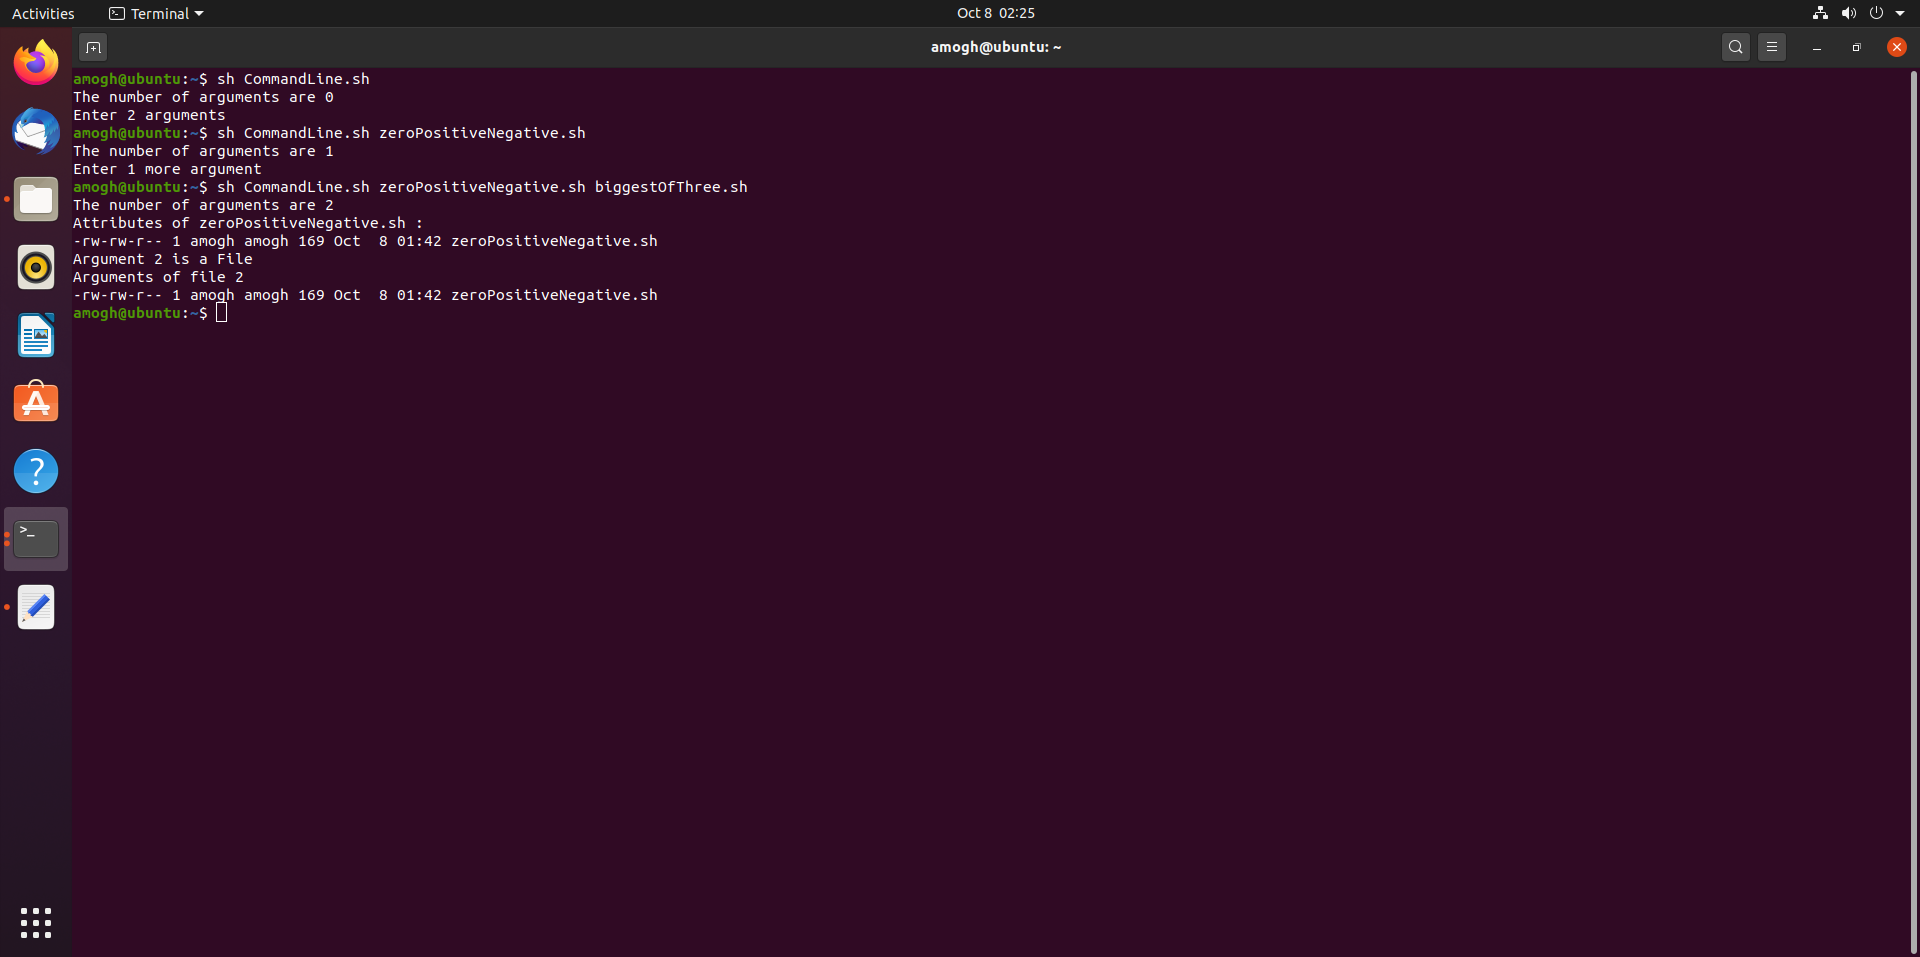 Activities
Terminal
Oct 8 02:25
amogh@ubuntu: ~
amogh@ubuntu:~$ sh CommandLine.sh
The number of arguments are 0
Enter 2 arguments
amogh@ubuntu:~$ sh CommandLine.sh zeroPositiveNegative.sh
The number of arguments are 1
Enter 1 more argument
amogh@ubuntu:~$ sh CommandLine.sh zeroPositiveNegative.sh biggestOfThree.sh
The number of arguments are 2
Attributes of zeroPositiveNegative.sh :
-rw-rw-r-- 1 amogh amogh 169 Oct  8 01:42 zeroPositiveNegative.sh
Argument 2 is a File
Arguments of file 2
-rw-rw-r-- 1 amogh amogh 169 Oct  8 01:42 zeroPositiveNegative.sh
amogh@ubuntu:~$